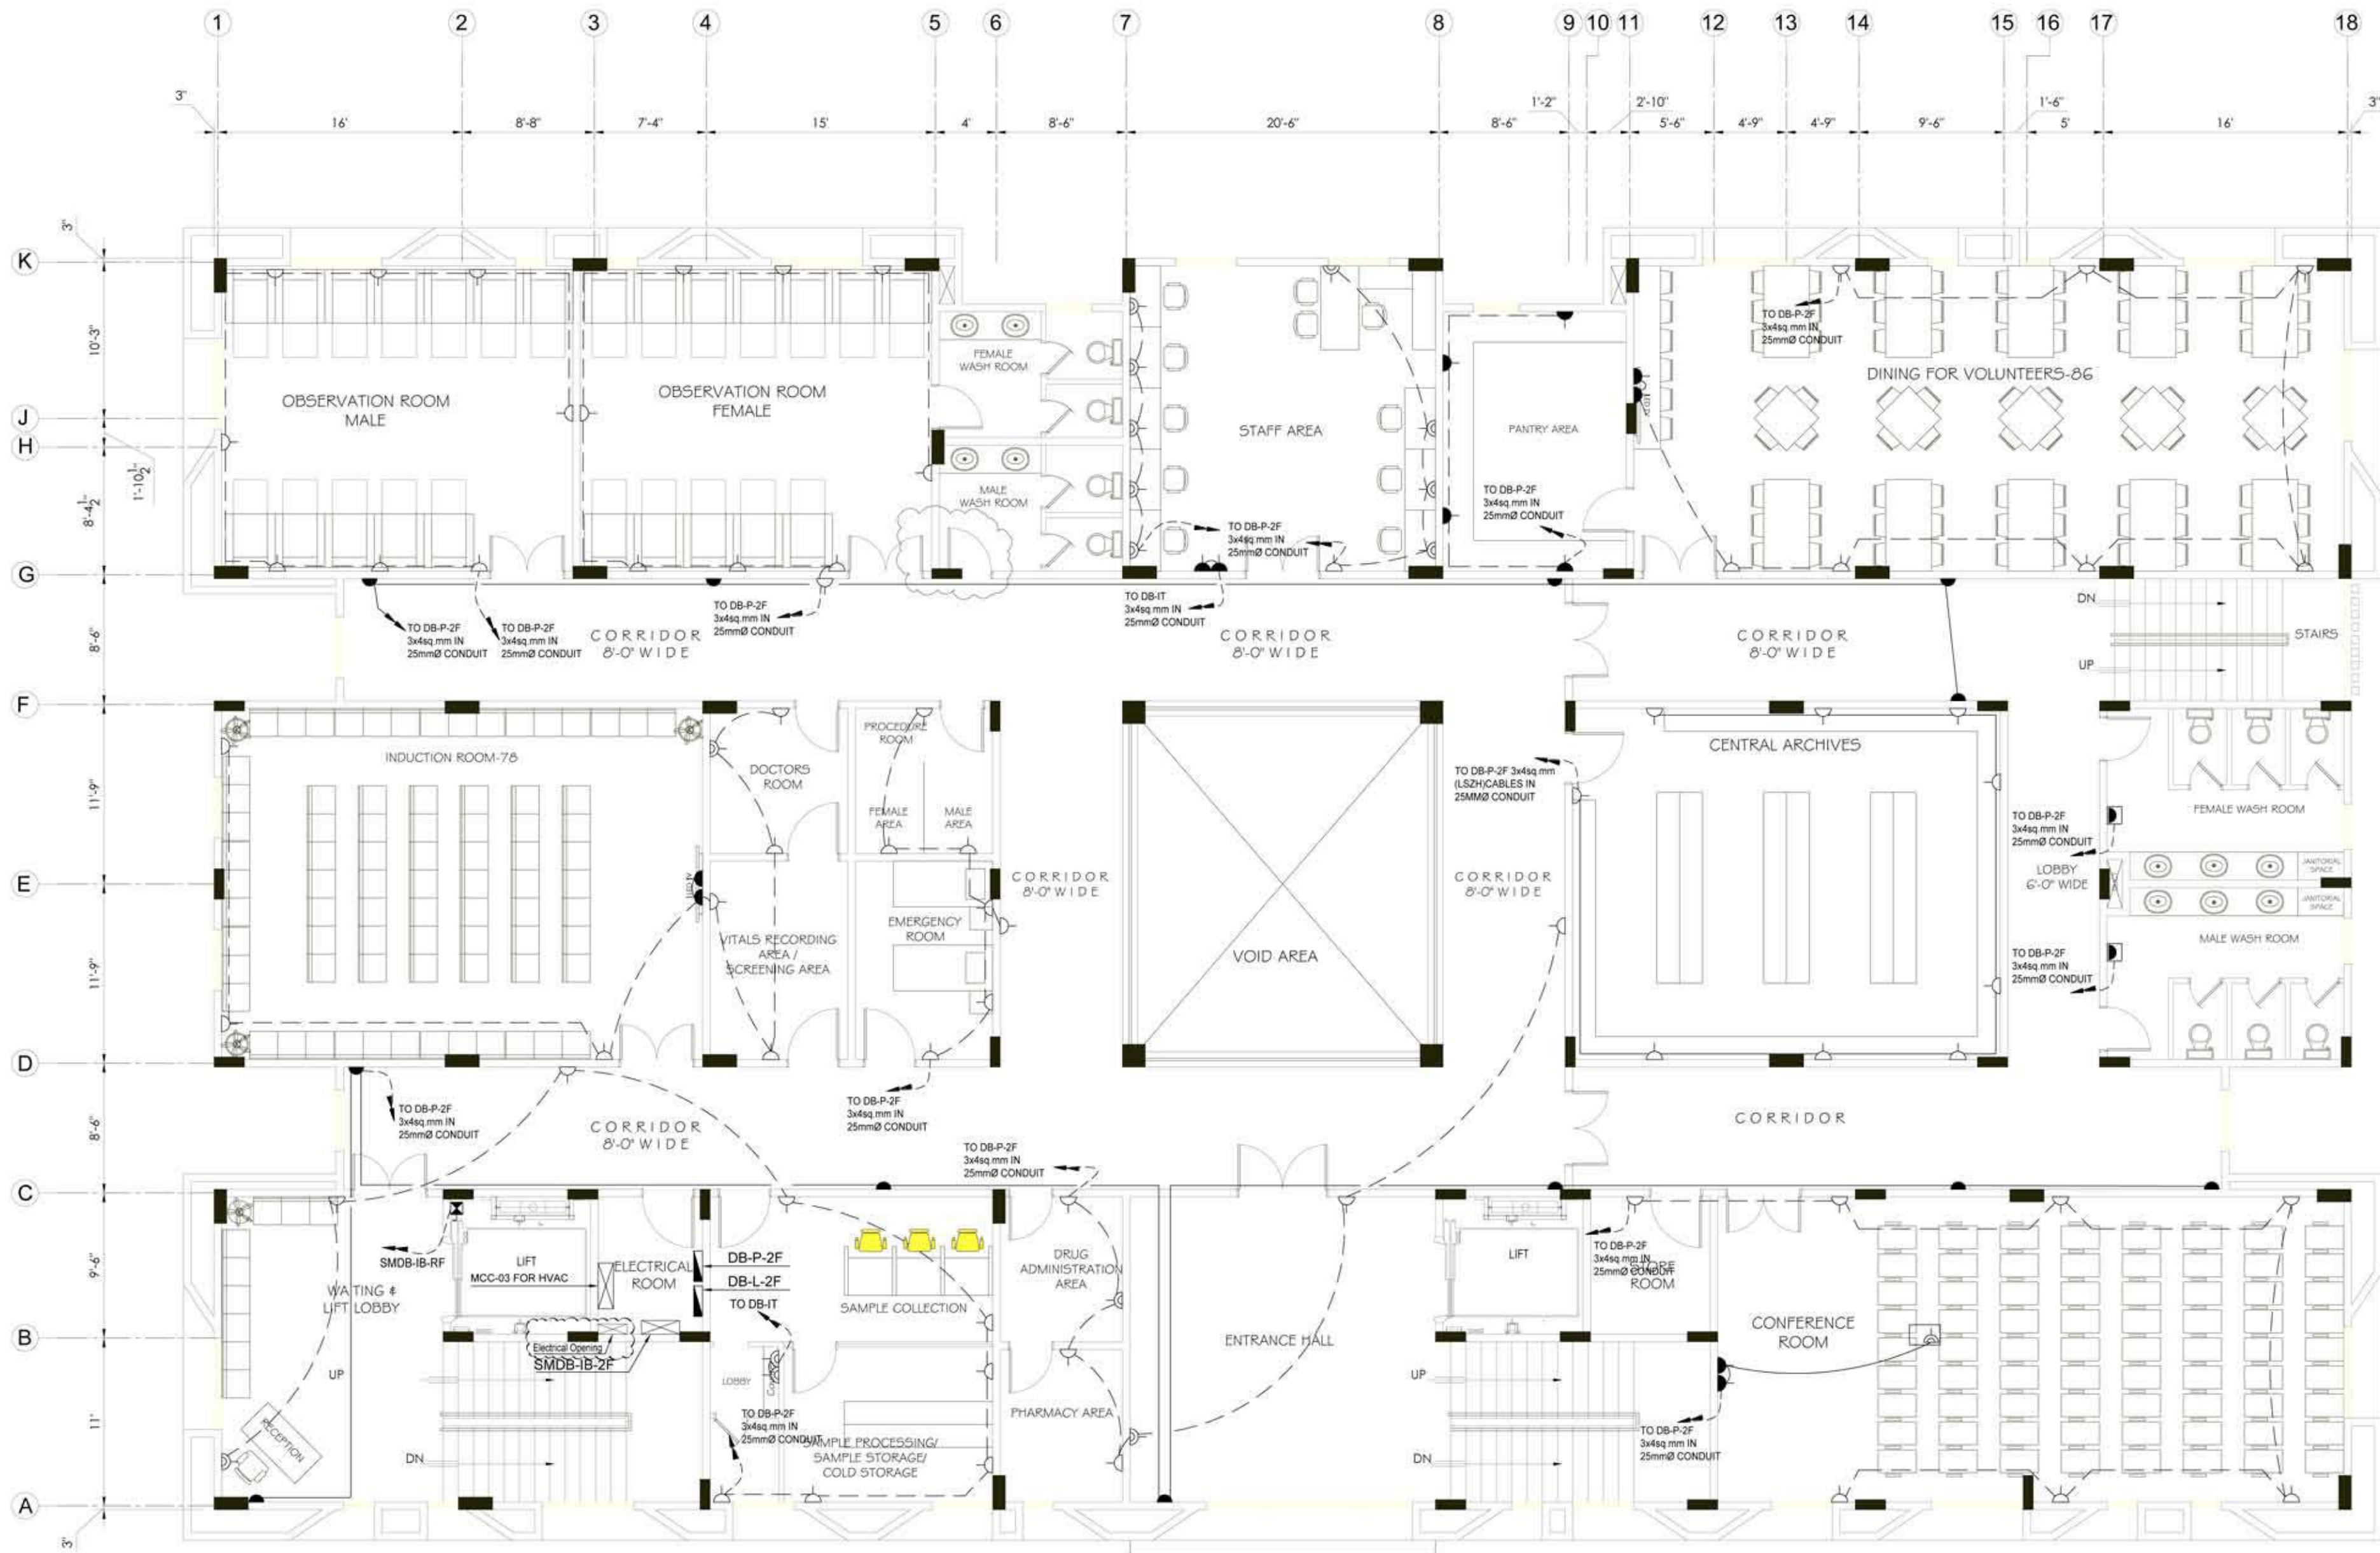 1 2 3 4 5 6 7 8 9 10 11 12 13 14 15 16 17 18
3"
1'-2"
2'-10"
1'-6"
3"
16'
8'-8"
7'-4"
15'
4'
8'-6"
20'-6"
8'-6"
5'-6"
4'-9"
4'-9"
9'-6"
5'
16'
3"
K
10'-3"
J
H
1'-10 1/2"
8'-4 1/2"
G
8'-6"
F
11'-9"
E
11'-9"
D
8'-6"
C
9'-6"
B
11'
A
3"
OBSERVATION ROOM
MALE
OBSERVATION ROOM
FEMALE
FEMALE
WASH ROOM
MALE
WASH ROOM
STAFF AREA
PANTRY AREA
TO DB-P-2F
3x4sq.mm IN
25mmØ CONDUIT
DINING FOR VOLUNTEERS-86
TO DB-P-2F
3x4sq.mm IN
25mmØ CONDUIT
TO DB-P-2F
3x4sq.mm IN
25mmØ CONDUIT
TO DB-P-2F
3x4sq.mm IN
25mmØ CONDUIT
TO DB-P-2F
3x4sq.mm IN
25mmØ CONDUIT
TO DB-P-2F
3x4sq.mm IN
25mmØ CONDUIT
TO DB-IT
3x4sq.mm IN
25mmØ CONDUIT
CORRIDOR
8'-0" WIDE
CORRIDOR
8'-0" WIDE
CORRIDOR
8'-0" WIDE
DN
STAIRS
UP
INDUCTION ROOM-78
LED TV
DOCTORS
ROOM
PROCEDURE
ROOM
FEMALE
AREA
MALE
AREA
EMERGENCY
ROOM
VITALS RECORDING
AREA /
SCREENING AREA
CORRIDOR
8'-0" WIDE
VOID AREA
CORRIDOR
8'-0" WIDE
TO DB-P-2F 3x4sq.mm
(LSZH)CABLES IN
25MMØ CONDUIT
CENTRAL ARCHIVES
TO DB-P-2F
3x4sq.mm IN
25mmØ CONDUIT
LOBBY
6'-0" WIDE
TO DB-P-2F
3x4sq.mm IN
25mmØ CONDUIT
FEMALE WASH ROOM
JANITORIAL
SPACE
JANITORIAL
SPACE
MALE WASH ROOM
TO DB-P-2F
3x4sq.mm IN
25mmØ CONDUIT
CORRIDOR
8'-0" WIDE
TO DB-P-2F
3x4sq.mm IN
25mmØ CONDUIT
TO DB-P-2F
3x4sq.mm IN
25mmØ CONDUIT
CORRIDOR
SMDB-IB-RF
WAITING &
LIFT LOBBY
UP
RECEPTION
DN
LIFT
MCC-03 FOR HVAC
ELECTRICAL
ROOM
Electrical Opening
SMDB-IB-2F
DB-P-2F
DB-L-2F
TO DB-IT
SAMPLE COLLECTION
LOBBY
TO DB-P-2F
3x4sq.mm IN
25mmØ CONDUIT
SAMPLE PROCESSING/
SAMPLE STORAGE/
COLD STORAGE
DRUG
ADMINISTRATION
AREA
PHARMACY AREA
ENTRANCE HALL
LIFT
TO DB-P-2F
3x4sq.mm IN
25mmØ CONDUIT
STORE
ROOM
UP
DN
CONFERENCE
ROOM
TO DB-P-2F
3x4sq.mm IN
25mmØ CONDUIT